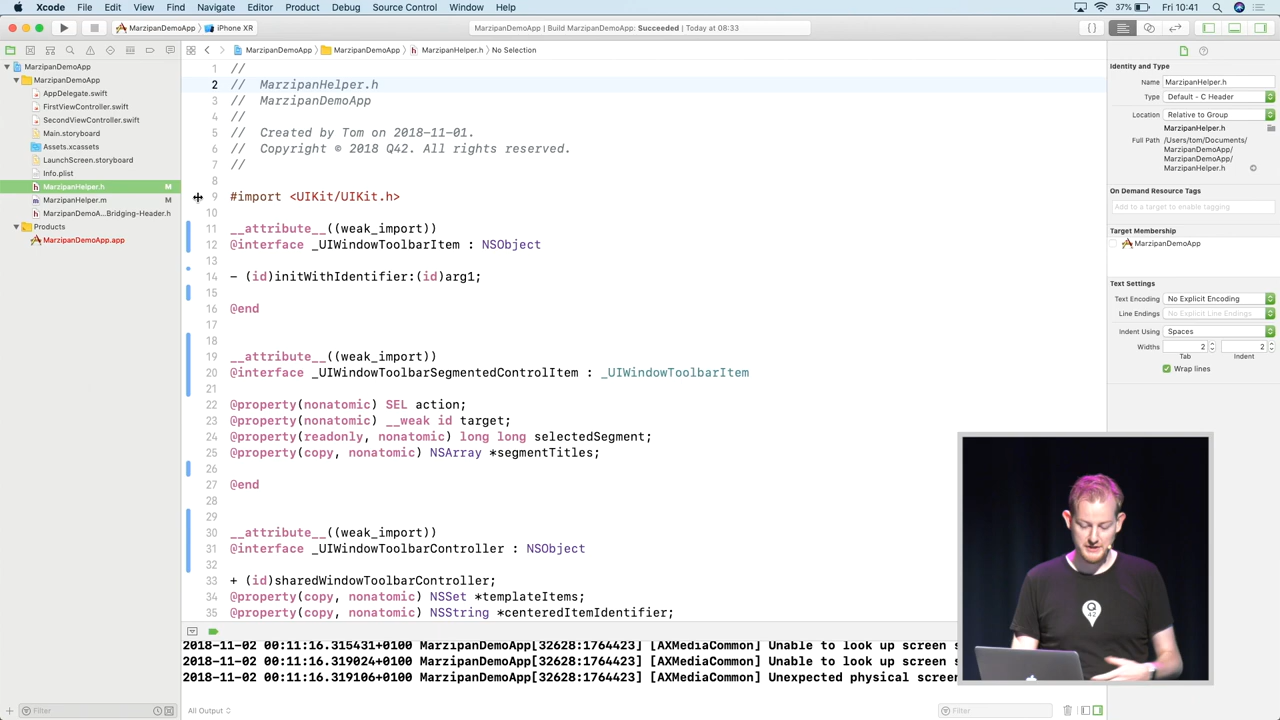 Xcode File Edit View Find Navigate Editor Product Debug Source Control Window Help
37% Fri 10:41
MarzipanDemoApp iPhone XR
MarzipanDemoApp | Build MarzipanDemoApp: Succeeded | Today at 08:33
MarzipanDemoApp MarzipanDemoApp MarzipanHelper.h No Selection
MarzipanDemoApp
MarzipanDemoApp
AppDelegate.swift
FirstViewController.swift
SecondViewController.swift
Main.storyboard
Assets.xcassets
LaunchScreen.storyboard
Info.plist
MarzipanHelper.h M
MarzipanHelper.m M
MarzipanDemoA...Bridging-Header.h
Products
MarzipanDemoApp.app
Filter
1 //
2 //  MarzipanHelper.h
3 //  MarzipanDemoApp
4 //
5 //  Created by Tom on 2018-11-01.
6 //  Copyright © 2018 Q42. All rights reserved.
7 //
8
9 #import <UIKit/UIKit.h>
10
11 __attribute__((weak_import))
12 @interface _UIWindowToolbarItem : NSObject
13
14 - (id)initWithIdentifier:(id)arg1;
15
16 @end
17
18
19 __attribute__((weak_import))
20 @interface _UIWindowToolbarSegmentedControlItem : _UIWindowToolbarItem
21
22 @property(nonatomic) SEL action;
23 @property(nonatomic) __weak id target;
24 @property(readonly, nonatomic) long long selectedSegment;
25 @property(copy, nonatomic) NSArray *segmentTitles;
26
27 @end
28
29
30 __attribute__((weak_import))
31 @interface _UIWindowToolbarController : NSObject
32
33 + (id)sharedWindowToolbarController;
34 @property(copy, nonatomic) NSSet *templateItems;
35 @property(copy, nonatomic) NSString *centeredItemIdentifier;
2018-11-02 00:11:16.315431+0100 MarzipanDemoApp[32628:1764423] [AXMediaCommon] Unable to look up screen s
2018-11-02 00:11:16.319024+0100 MarzipanDemoApp[32628:1764423] [AXMediaCommon] Unable to look up screen s
2018-11-02 00:11:16.319106+0100 MarzipanDemoApp[32628:1764423] [AXMediaCommon] Unexpected physical screen
All Output
Filter
Identity and Type
Name MarzipanHelper.h
Type Default - C Header
Location Relative to Group
MarzipanHelper.h
Full Path /Users/tom/Documents/
MarzipanDemoApp/
MarzipanDemoApp/
MarzipanHelper.h
On Demand Resource Tags
Add to a target to enable tagging
Target Membership
MarzipanDemoApp
Text Settings
Text Encoding No Explicit Encoding
Line Endings No Explicit Line Endings
Indent Using Spaces
Widths 2 2
Tab Indent
Wrap lines
Q
42